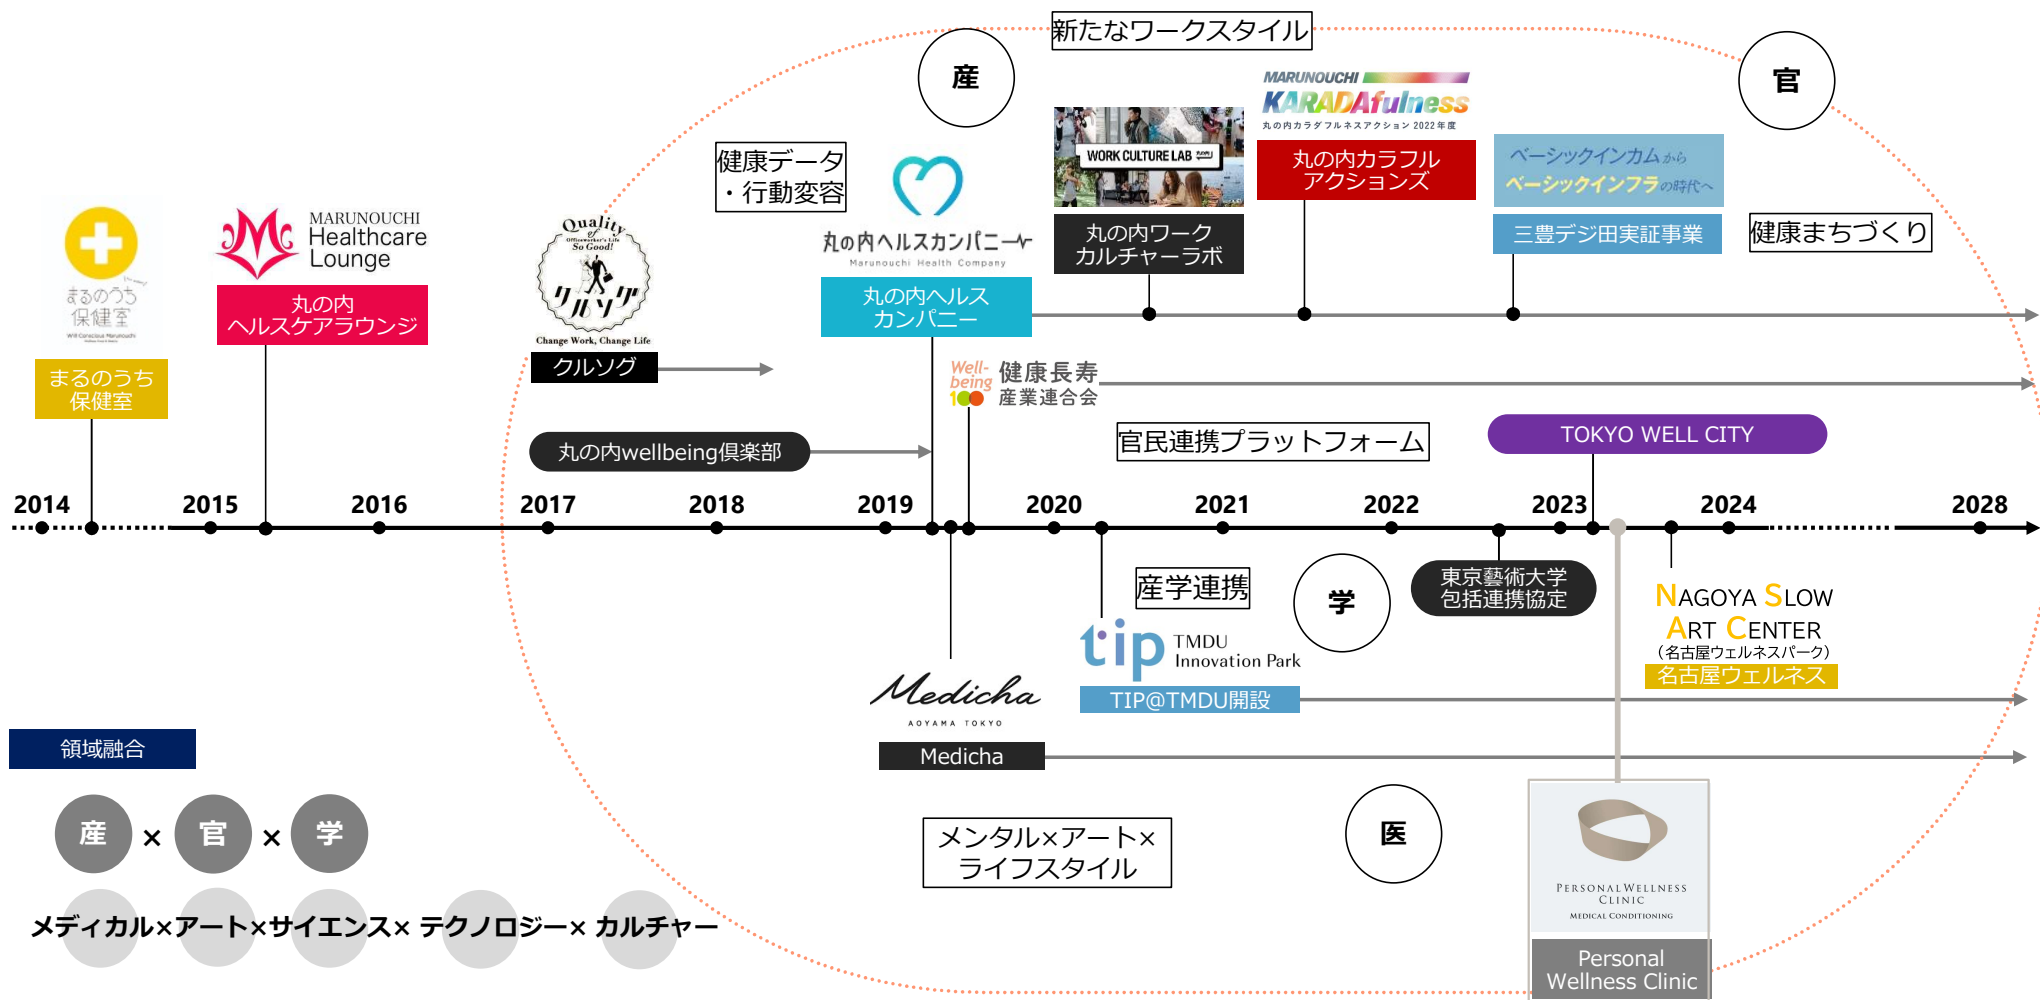 新たなワークスタイル
産
官
MARUNOUCHI
KARADAfulness
丸の内カラダフルネスアクション 2022年度
WORK CULTURE LAB
健康データ
・行動変容
丸の内カラフル
アクションズ
ベーシックインカムから
ベーシックインフラの時代へ
まるのうち
保健室
MARUNOUCHI
Healthcare
Lounge
Quality
of
Officeworker's Life
So Good!
クルソグ
Change Work, Change Life
丸の内ヘルスカンパニー
Marunouchi Health Company
丸の内ワーク
カルチャーラボ
三豊デジ田実証事業
健康まちづくり
丸の内
ヘルスケアラウンジ
丸の内ヘルス
カンパニー
まるのうち
保健室
クルソグ
Well-
being
100
健康長寿
産業連合会
丸の内wellbeing倶楽部
官民連携プラットフォーム
TOKYO WELL CITY
2014
2015
2016
2017
2018
2019
2020
2021
2022
2023
2024
2028
産学連携
学
東京藝術大学
包括連携協定
NAGOYA SLOW
ART CENTER
(名古屋ウェルネスパーク)
名古屋ウェルネス
tip
TMDU
Innovation Park
TIP@TMDU開設
Medicha
AOYAMA TOKYO
Medicha
領域融合
産 × 官 × 学
メディカル×アート×サイエンス× テクノロジー× カルチャー
メンタル×アート×
ライフスタイル
医
PERSONAL WELLNESS
CLINIC
MEDICAL CONDITIONING
Personal
Wellness Clinic